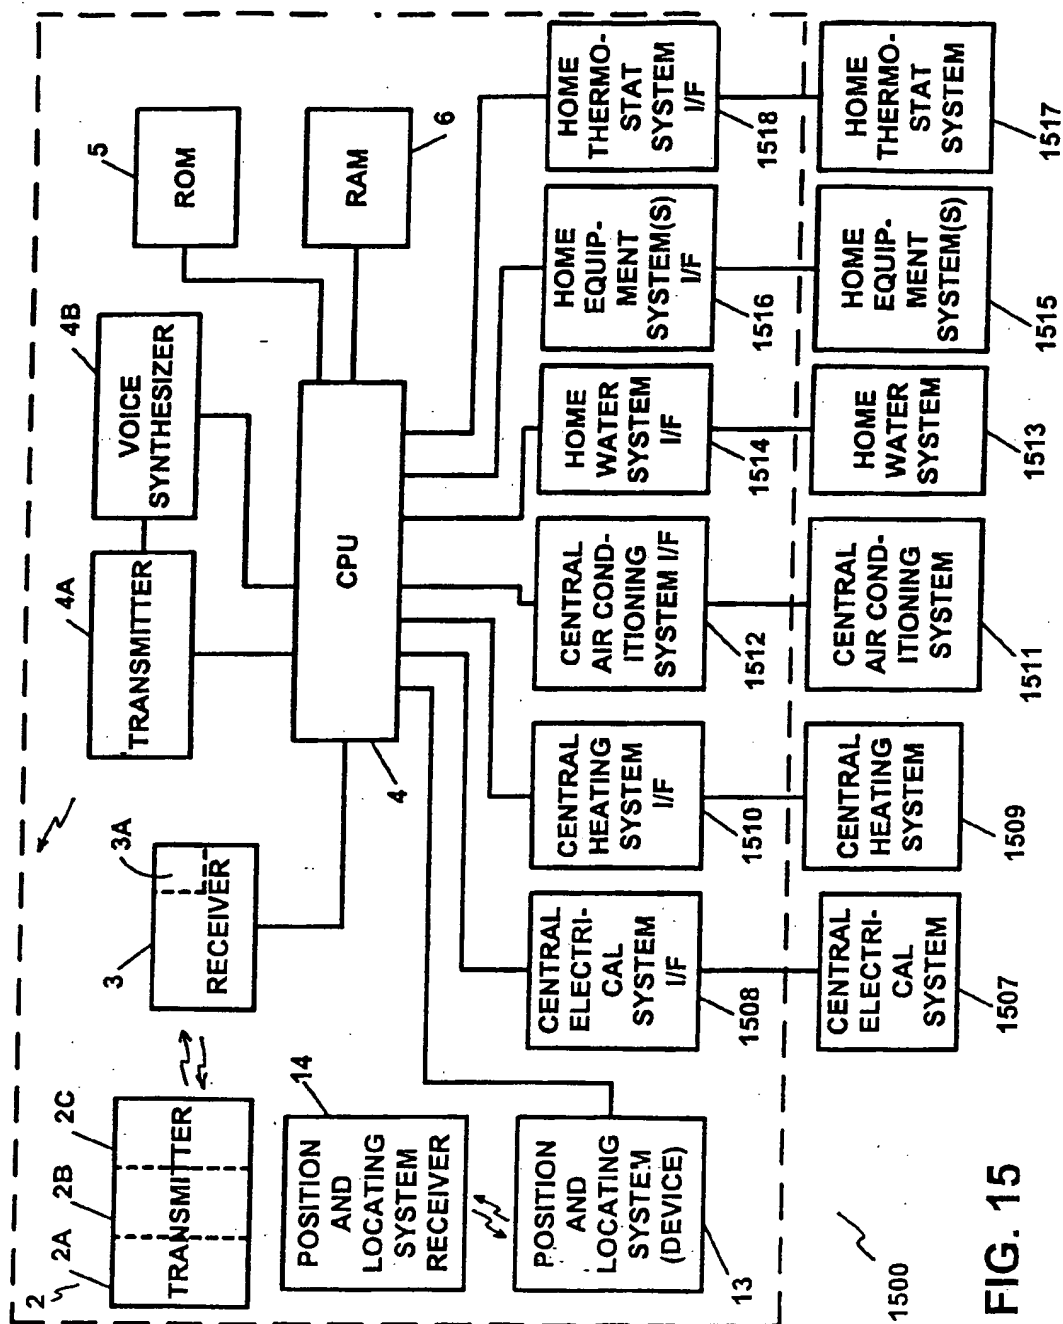 2
2A
2B
2C
TRANSMITTER
3
3A
RECEIVER
4A
TRANSMITTER
4B
VOICE
SYNTHESIZER
5
ROM
14
POSITION
AND
LOCATING
SYSTEM
RECEIVER
4
CPU
RAM
6
POSITION
AND
LOCATING
SYSTEM
(DEVICE)
13
CENTRAL
ELECTRI-
CAL
SYSTEM
I/F
1508
CENTRAL
HEATING
SYSTEM
I/F
1510
CENTRAL
AIR COND-
ITIONING
SYSTEM I/F
1512
HOME
WATER
SYSTEM
I/F
1514
HOME
EQUIP-
MENT
SYSTEM(S)
I/F
1516
HOME
THERMO-
STAT
SYSTEM
I/F
1518
CENTRAL
ELECTRI-
CAL
SYSTEM
1507
CENTRAL
HEATING
SYSTEM
1509
CENTRAL
AIR COND-
ITIONING
SYSTEM
1511
HOME
WATER
SYSTEM
1513
HOME
EQUIP-
MENT
SYSTEM(S)
1515
HOME
THERMO-
STAT
SYSTEM
1517
1500
FIG. 15